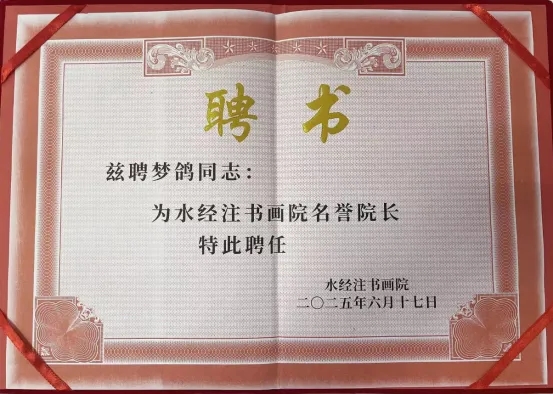 聘书
兹聘梦鸽同志：
为水经注书画院名誉院长
特此聘任
水经注书画院
二〇二五年六月十七日